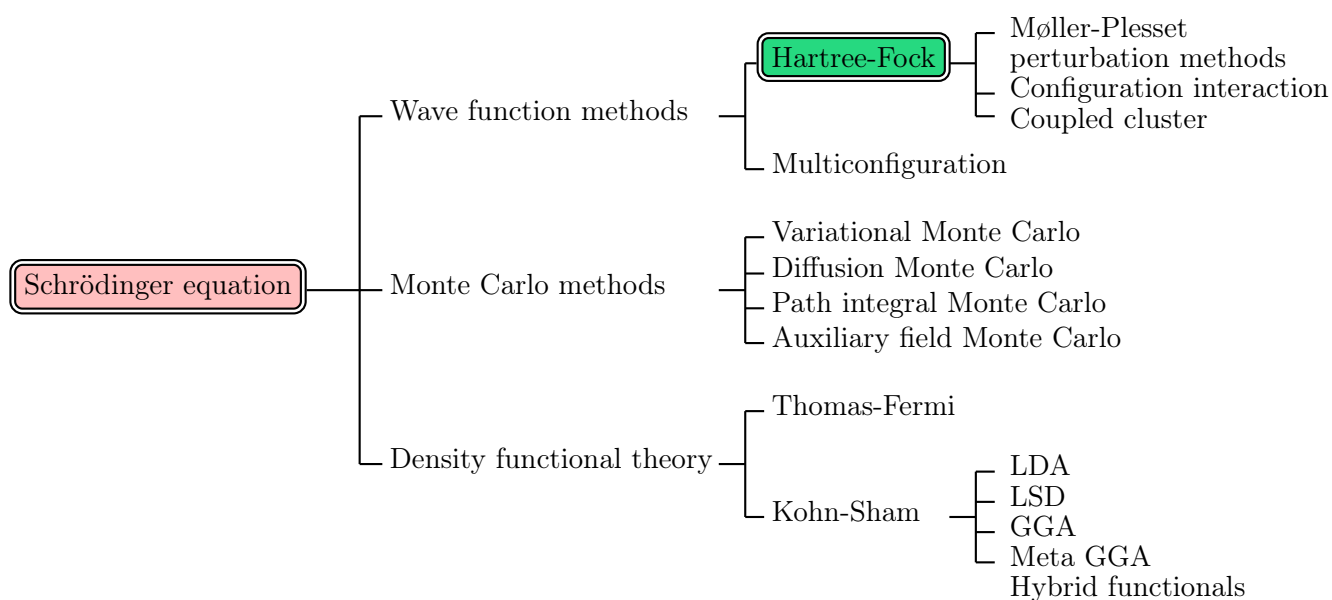 Schrödinger equation
Wave function methods
Hartree-Fock
Møller-Plesset
perturbation methods
Configuration interaction
Coupled cluster
Multiconfiguration
Monte Carlo methods
Variational Monte Carlo
Diffusion Monte Carlo
Path integral Monte Carlo
Auxiliary field Monte Carlo
Density functional theory
Thomas-Fermi
Kohn-Sham
LDA
LSD
GGA
Meta GGA
Hybrid functionals